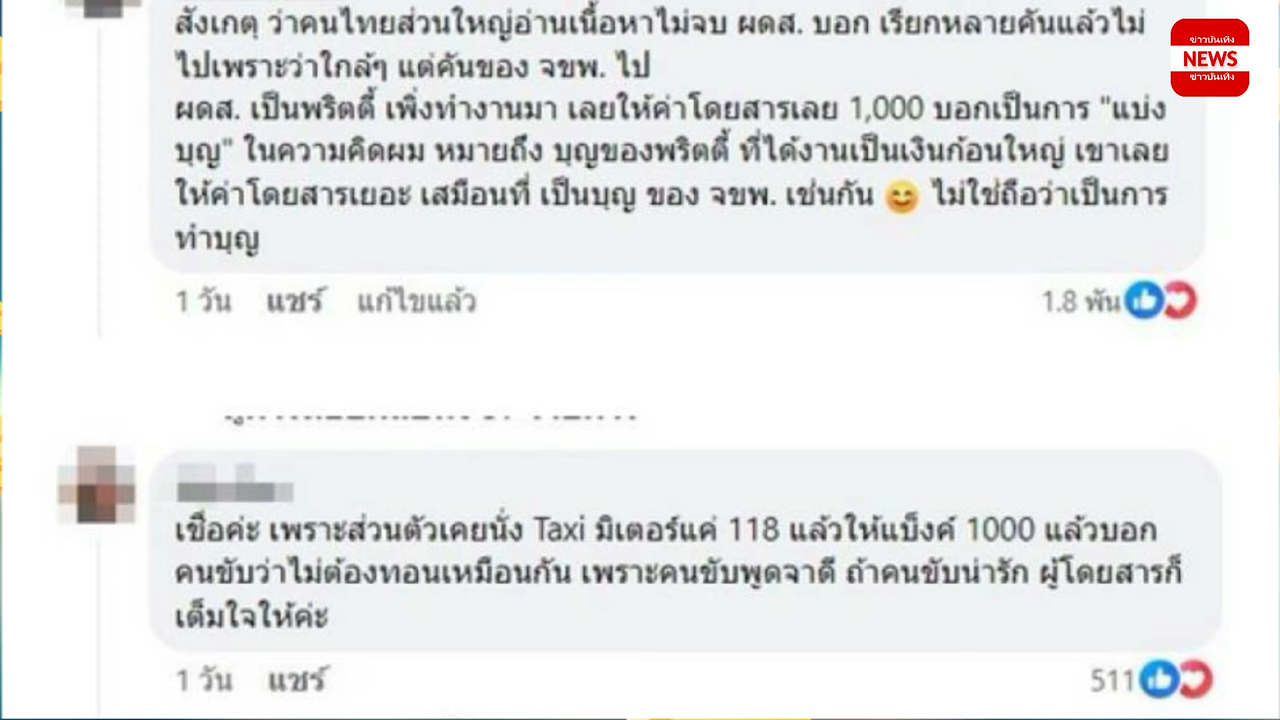 สังเกตุ ว่าคนไทยส่วนใหญ่อ่านเนื้อหาไม่จบ ผดส. บอก เรียกหลายคันแล้วไม่
ไปเพราะว่าใกล้ๆ แต่คันของ จขพ. ไป
ผดส. เป็นพริตตี้ เพิ่งทำงานมา เลยให้ค่าโดยสารเลย 1,000 บอกเป็นการ "แบ่ง
บุญ" ในความคิดผม หมายถึง บุญของพริตตี้ ที่ได้งานเป็นเงินก้อนใหญ่ เขาเลย
ให้ค่าโดยสารเยอะ เสมือนที่ เป็นบุญ ของ จขพ. เช่นกัน 😊 ไม่ใช่ถือว่าเป็นการ
ทำบุญ
1 วัน แชร์ แก้ไขแล้ว 1.8 พัน
เชื่อค่ะ เพราะส่วนตัวเคยนั่ง Taxi มิเตอร์แค่ 118 แล้วให้แบ็งค์ 1000 แล้วบอก
คนขับว่าไม่ต้องทอนเหมือนกัน เพราะคนขับพูดจาดี ถ้าคนขับน่ารัก ผู้โดยสารก็
เต็มใจให้ค่ะ
1 วัน แชร์ 511
ข่าวบันเทิง
NEWS
ข่าวบันเทิง